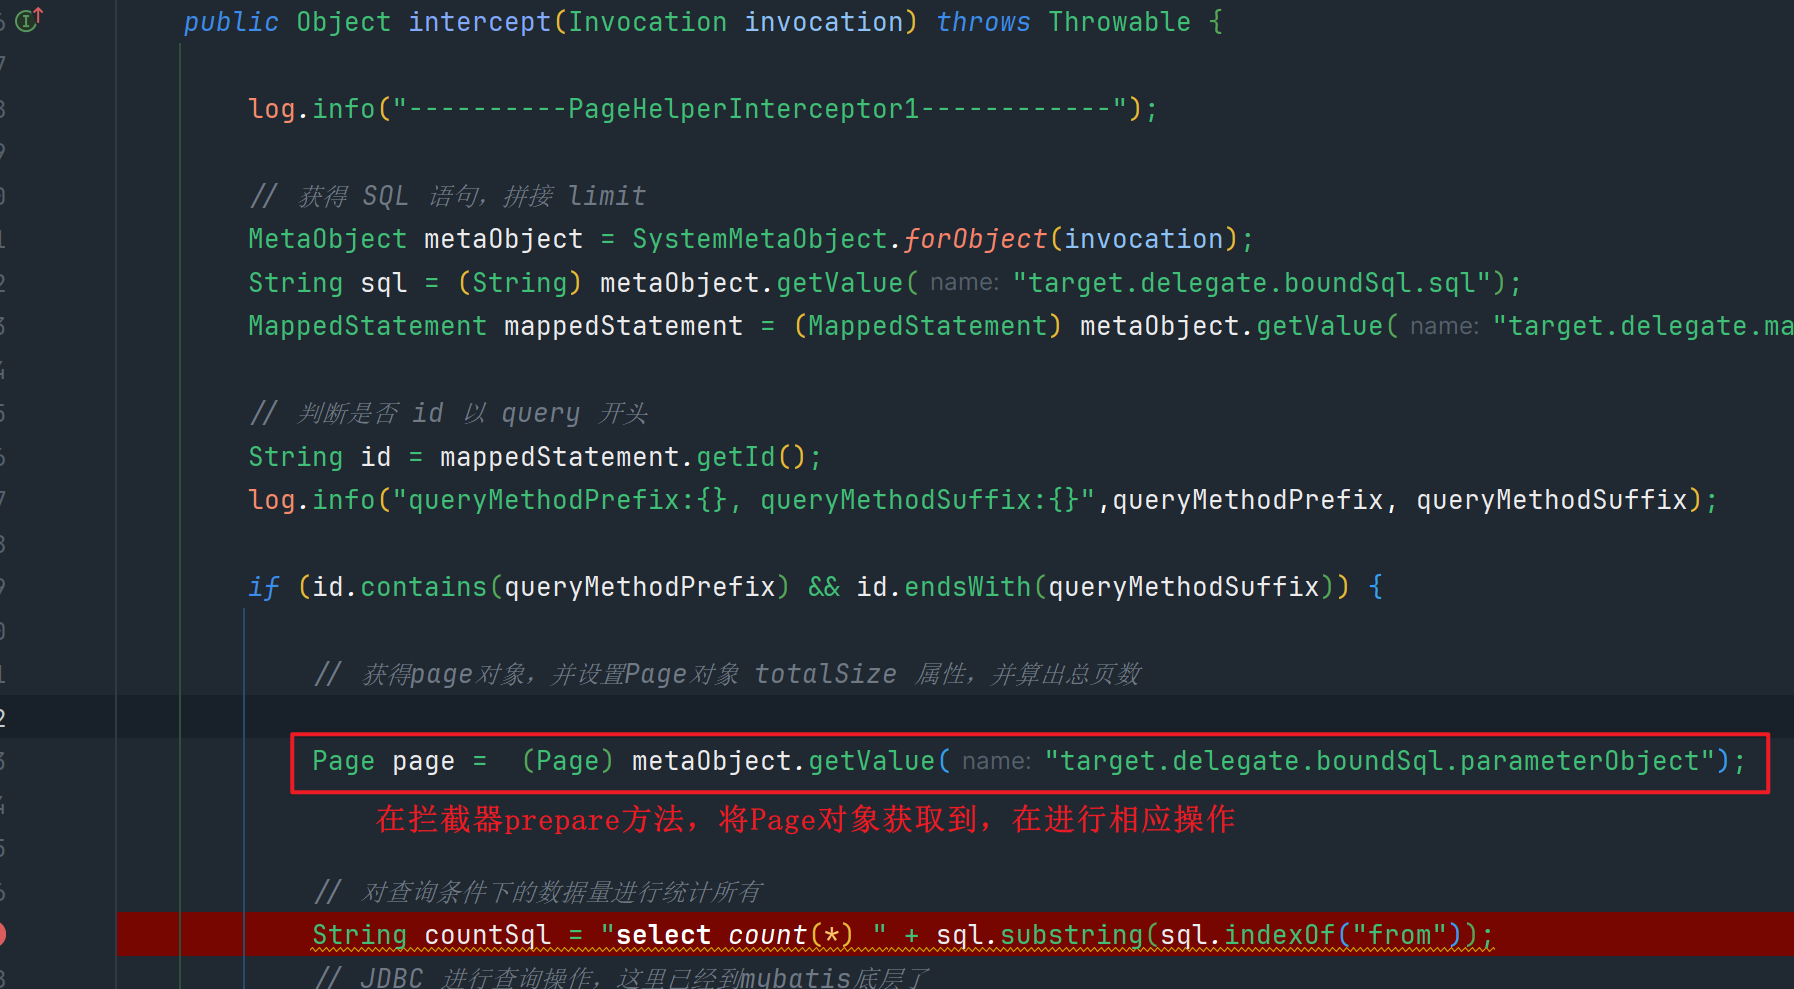 public Object intercept(Invocation invocation) throws Throwable {
log.info("----------PageHelperInterceptor1------------");
// 获得 SQL 语句，拼接 limit
MetaObject metaObject = SystemMetaObject.forObject(invocation);
String sql = (String) metaObject.getValue( name: "target.delegate.boundSql.sql");
MappedStatement mappedStatement = (MappedStatement) metaObject.getValue( name: "target.delegate.ma
// 判断是否 id 以 query 开头
String id = mappedStatement.getId();
log.info("queryMethodPrefix:{}, queryMethodSuffix:{}",queryMethodPrefix, queryMethodSuffix);
if (id.contains(queryMethodPrefix) && id.endsWith(queryMethodSuffix)) {
// 获得page对象，并设置Page对象 totalSize 属性，并算出总页数
Page page =  (Page) metaObject.getValue( name: "target.delegate.boundSql.parameterObject");
在拦截器prepare方法，将Page对象获取到，在进行相应操作
// 对查询条件下的数据量进行统计所有
String countSql = "select count(*) " + sql.substring(sql.indexOf("from"));
// JDBC 进行查询操作，这里已经到mybatis底层了